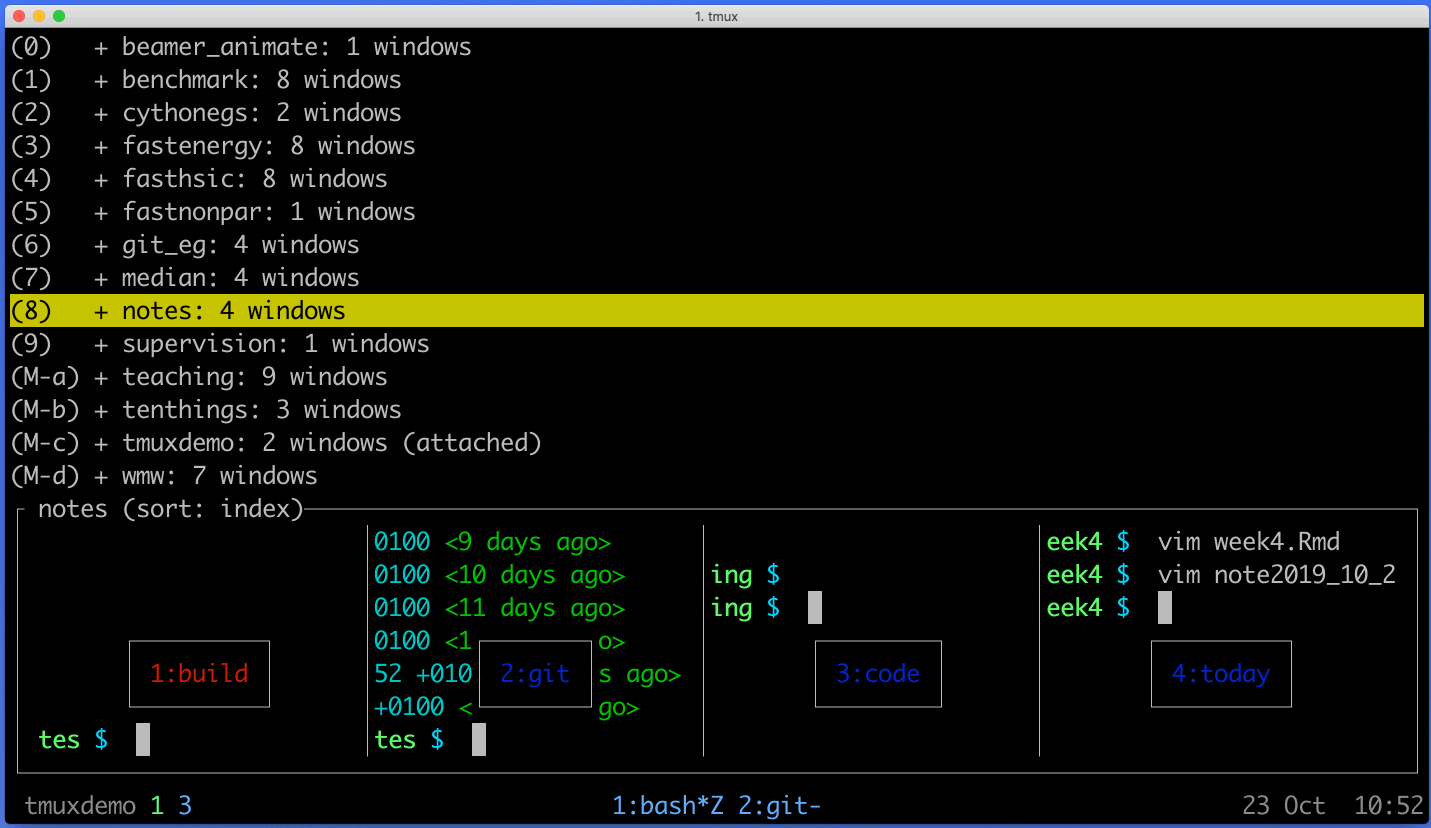 1. tmux
(0) + beamer_animate: 1 windows
(1) + benchmark: 8 windows
(2) + cythonegs: 2 windows
(3) + fastenergy: 8 windows
(4) + fasthsic: 8 windows
(5) + fastnonpar: 1 windows
(6) + git_eg: 4 windows
(7) + median: 4 windows
(8) + notes: 4 windows
(9) + supervision: 1 windows
(M-a) + teaching: 9 windows
(M-b) + tenthings: 3 windows
(M-c) + tmuxdemo: 2 windows (attached)
(M-d) + wmw: 7 windows
notes (sort: index)
0100 <9 days ago> eek4 $ vim week4.Rmd
0100 <10 days ago> ing $ eek4 $ vim note2019_10_2
0100 <11 days ago> ing $ eek4 $
0100 <1 o>
1:build 52 +010 2:git s ago> 3:code 4:today
+0100 < go>
tes $ tes $
tmuxdemo 1 3 1:bash*Z 2:git- 23 Oct 10:52